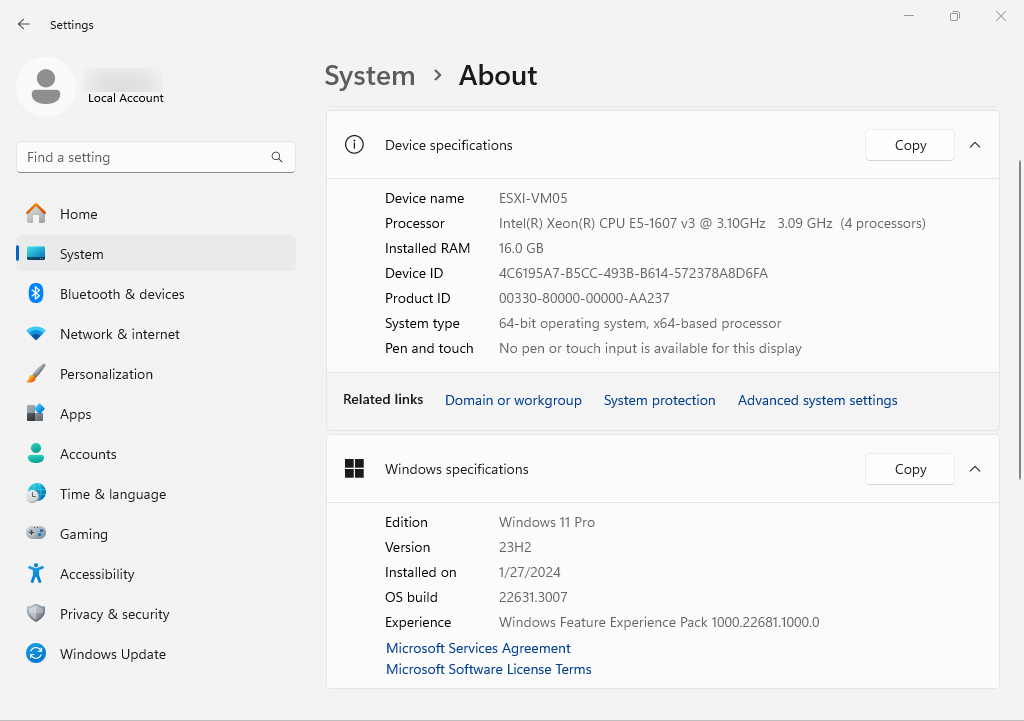 Settings
Local Account
Find a setting
Home
System
Bluetooth & devices
Network & internet
Personalization
Apps
Accounts
Time & language
Gaming
Accessibility
Privacy & security
Windows Update
System > About
Device specifications Copy
Device name ESXI-VM05
Processor Intel(R) Xeon(R) CPU E5-1607 v3 @ 3.10GHz 3.09 GHz (4 processors)
Installed RAM 16.0 GB
Device ID 4C6195A7-B5CC-493B-B614-572378A8D6FA
Product ID 00330-80000-00000-AA237
System type 64-bit operating system, x64-based processor
Pen and touch No pen or touch input is available for this display
Related links Domain or workgroup System protection Advanced system settings
Windows specifications Copy
Edition Windows 11 Pro
Version 23H2
Installed on 1/27/2024
OS build 22631.3007
Experience Windows Feature Experience Pack 1000.22681.1000.0
Microsoft Services Agreement
Microsoft Software License Terms